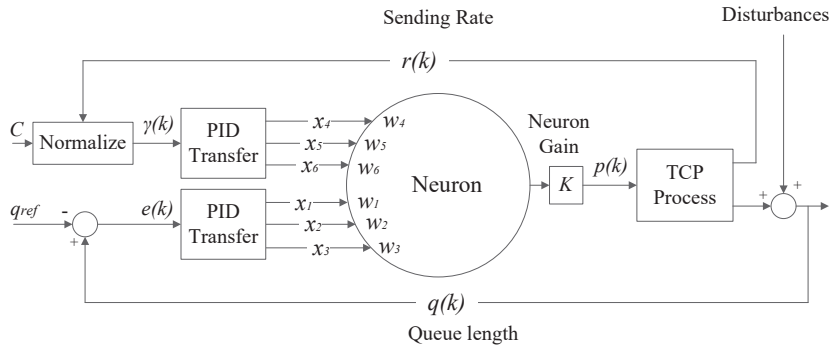 Sending Rate
Disturbances
r(k)
C
Normalize
γ(k)
PID
Transfer
x4
x5
x6
w4
w5
w6
Neuron
Neuron
Gain
K
p(k)
TCP
Process
+
+
qref
-
+
e(k)
PID
Transfer
x1
x2
x3
w1
w2
w3
q(k)
Queue length